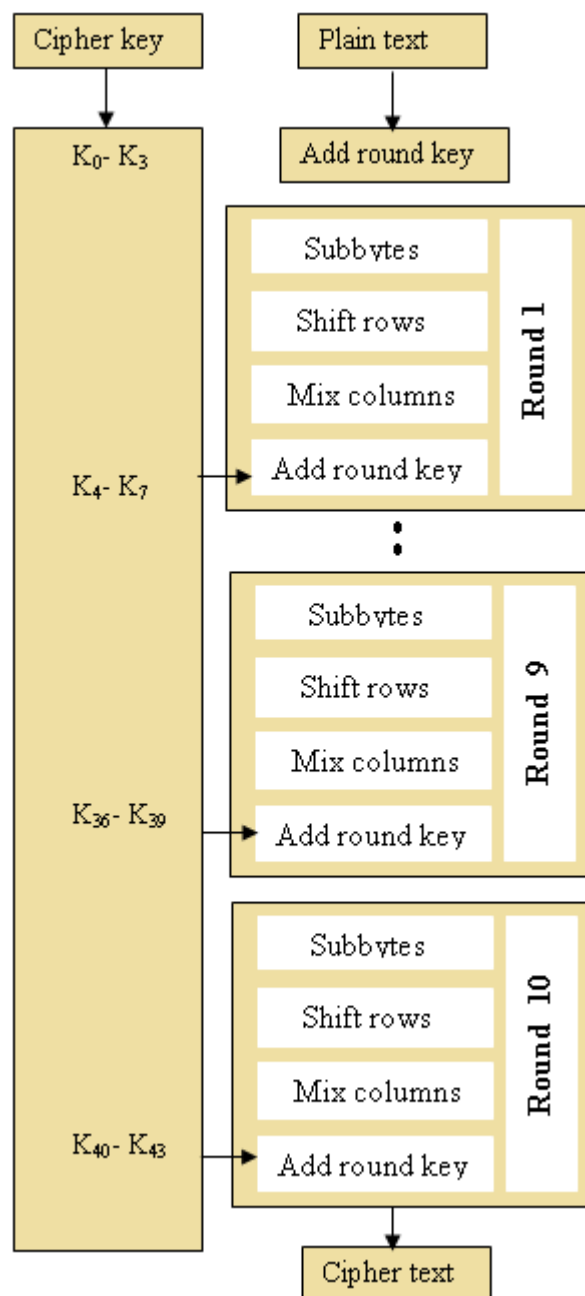 Cipher key
Plain text
K₀- K₃
Add round key
Subbytes
Shift rows
Mix columns
Add round key
Round 1
K₄- K₇
Subbytes
Shift rows
Mix columns
Add round key
Round 9
K₃₆- K₃₉
Subbytes
Shift rows
Mix columns
Add round key
Round 10
K₄₀- K₄₃
Cipher text